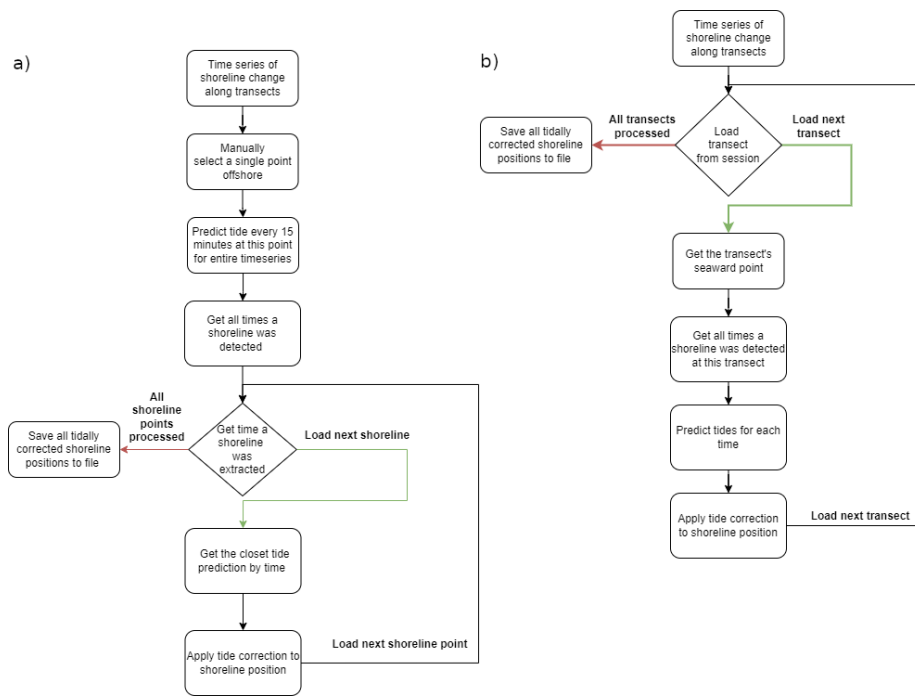 a)
Time series of
shoreline change
along transects
Manually
select a single point
offshore
Predict tide every 15
minutes at this point
for entire timeseries
Get all times a
shoreline was
detected
All
shoreline
points
processed
Get time a
shoreline
was
extracted
Load next shoreline
Save all tidally
corrected shoreline
positions to file
Get the closet tide
prediction by time
Apply tide correction to
shoreline position
Load next shoreline point
b)
Time series of
shoreline change
along transects
All transects
processed
Load next
transect
Save all tidally
corrected shoreline
positions to file
Load
transect
from session
Get the transect's
seaward point
Get all times a
shoreline was detected
at this transect
Predict tides for each
time
Apply tide correction
to shoreline position
Load next transect